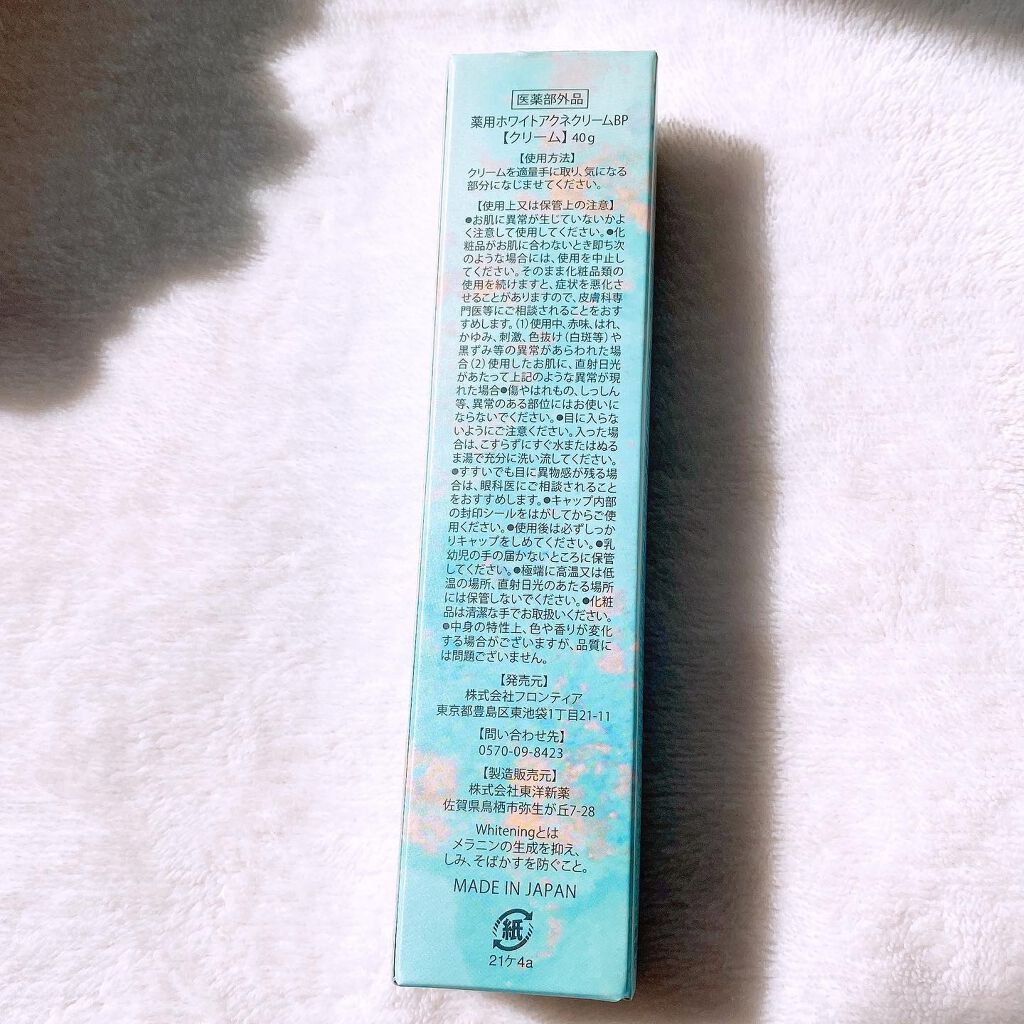 医薬部外品
薬用ホワイトアクネクリームBP
【クリーム】40g
【使用方法】
クリームを適量手に取り、気になる
部分になじませてください。
【使用上又は保管上の注意】
●お肌に異常が生じていないかよ
く注意して使用してください。●化
粧品がお肌に合わないとき即ち次
のような場合には、使用を中止し
てください。そのまま化粧品類の
使用を続けますと、症状を悪化さ
せることがありますので、皮膚科専
門医等にご相談されることをおす
すめします。(1)使用中、赤味、はれ、
かゆみ、刺激、色抜け(白斑等)や
黒ずみ等の異常があらわれた場
合(2)使用したお肌に、直射日光
があたって上記のような異常が現
れた場合●傷やはれもの、しっしん
等、異常のある部位にはお使いに
ならないでください。●目に入らな
いようにご注意ください。入った場
合は、こすらずにすぐ水またはぬる
ま湯で充分に洗い流してください。
●すすいでも目に異物感が残る場
合は、眼科医にご相談されること
をおすすめします。●キャップ内部
の封印シールをはがしてからご使
用ください。●使用後は必ずしっか
りキャップをしめてください。●乳
幼児の手の届かないところに保管
してください。●極端に高温又は低
温の場所、直射日光のあたる場所
には保管しないでください。●化粧
品は清潔な手でお取扱いください。
●中身の特性上、色や香りが変化
する場合がございますが、品質に
は問題ございません。
【発売元】
株式会社フロンティア
東京都豊島区東池袋1丁目21-11
【問い合わせ先】
0570-09-8423
【製造販売元】
株式会社東洋新薬
佐賀県鳥栖市弥生が丘7-28
Whiteningとは
メラニンの生成を抑え、
しみ、そばかすを防ぐこと。
MADE IN JAPAN
紙
21ケ4a